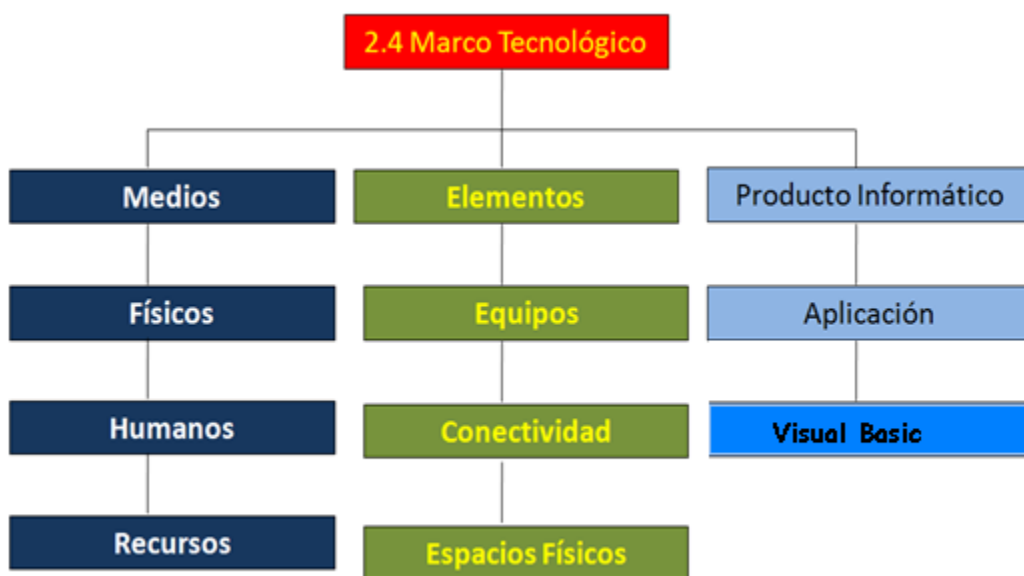 2.4 Marco Tecnológico
Medios
Elementos
Producto Informático
Físicos
Equipos
Aplicación
Humanos
Conectividad
Visual Basic
Recursos
Espacios Físicos